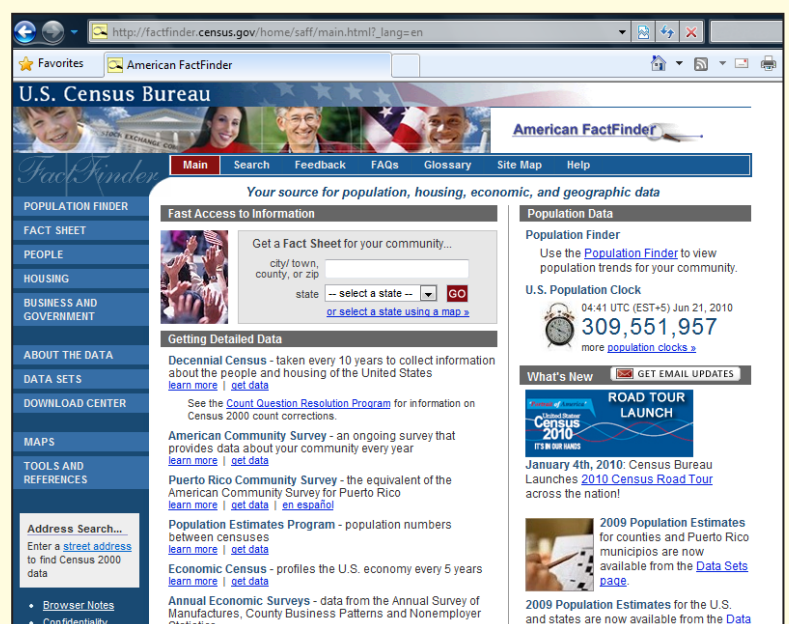 http://factfinder.census.gov/home/saff/main.html?_lang=en
Favorites
American FactFinder
U.S. Census Bureau
STOCK EXCHANGE
American FactFinder
FactFinder
Main Search Feedback FAQs Glossary Site Map Help
Your source for population, housing, economic, and geographic data
POPULATION FINDER
FACT SHEET
PEOPLE
HOUSING
BUSINESS AND
GOVERNMENT
ABOUT THE DATA
DATA SETS
DOWNLOAD CENTER
MAPS
TOOLS AND
REFERENCES
Address Search...
Enter a street address
to find Census 2000
data
• Browser Notes
• Confidentiality
Fast Access to Information
Get a Fact Sheet for your community...
city/ town,
county, or zip
state -- select a state -- GO
or select a state using a map »
Getting Detailed Data
Decennial Census - taken every 10 years to collect information
about the people and housing of the United States
learn more | get data
See the Count Question Resolution Program for information on
Census 2000 count corrections.
American Community Survey - an ongoing survey that
provides data about your community every year
learn more | get data
Puerto Rico Community Survey - the equivalent of the
American Community Survey for Puerto Rico
learn more | get data | en español
Population Estimates Program - population numbers
between censuses
learn more | get data
Economic Census - profiles the U.S. economy every 5 years
learn more | get data
Annual Economic Surveys - data from the Annual Survey of
Manufactures, County Business Patterns and Nonemployer
Statistics
Population Data
Population Finder
Use the Population Finder to view
population trends for your community.
U.S. Population Clock
04:41 UTC (EST+5) Jun 21, 2010
309,551,957
more population clocks »
What's New GET EMAIL UPDATES
United States
Census
2010
IT'S IN OUR HANDS
ROAD TOUR
LAUNCH
January 4th, 2010: Census Bureau
Launches 2010 Census Road Tour
across the nation!
2009 Population Estimates
for counties and Puerto Rico
municipios are now
available from the Data Sets
page.
2009 Population Estimates for the U.S.
and states are now available from the Data